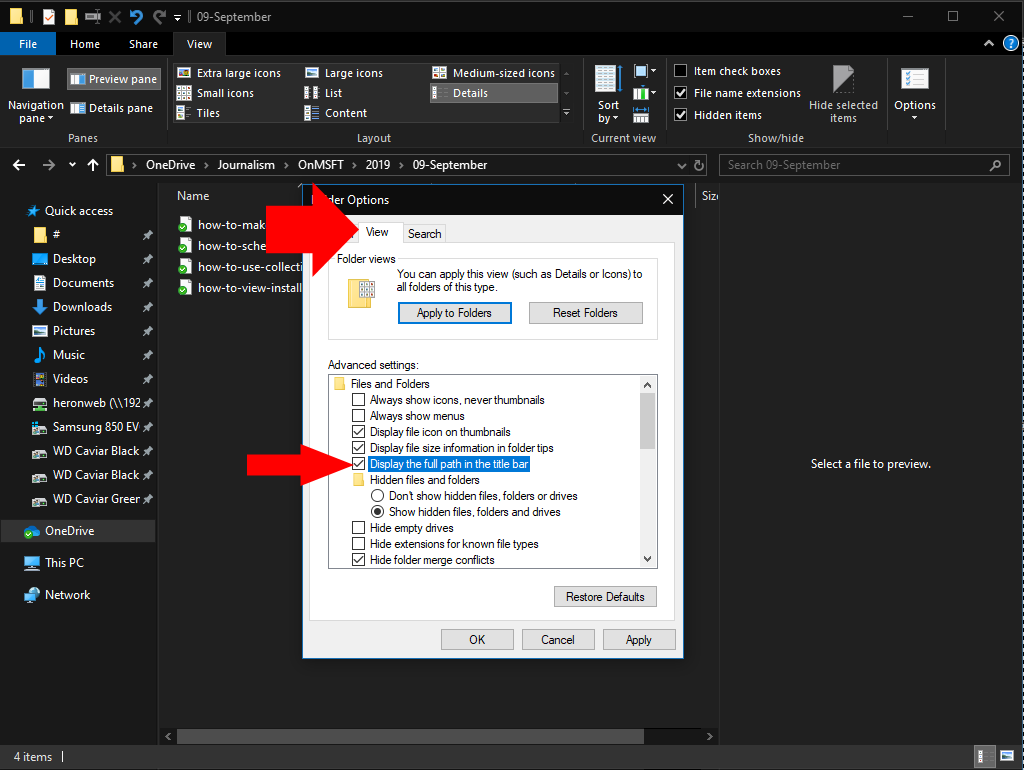 09-September
File Home Share View
Navigation pane
Preview pane
Details pane
Panes
Extra large icons Large icons Medium-sized icons
Small icons List Details
Tiles Content
Layout
Sort by
Current view
Item check boxes
File name extensions
Hidden items
Hide selected items
Show/hide
Options
OneDrive › Journalism › OnMSFT › 2019 › 09-September
Search 09-September
Quick access
#
Desktop
Documents
Downloads
Pictures
Music
Videos
heronweb (\\192
Samsung 850 EV
WD Caviar Black
WD Caviar Black
WD Caviar Greer
OneDrive
This PC
Network
Name
how-to-mak
how-to-sche
how-to-use-collecti
how-to-view-install
Options
View Search
Folder views
You can apply this view (such as Details or Icons) to
all folders of this type.
Apply to Folders Reset Folders
Advanced settings:
Files and Folders
Always show icons, never thumbnails
Always show menus
Display file icon on thumbnails
Display file size information in folder tips
Display the full path in the title bar
Hidden files and folders
Don't show hidden files, folders or drives
Show hidden files, folders and drives
Hide empty drives
Hide extensions for known file types
Hide folder merge conflicts
Restore Defaults
OK Cancel Apply
Select a file to preview.
4 items